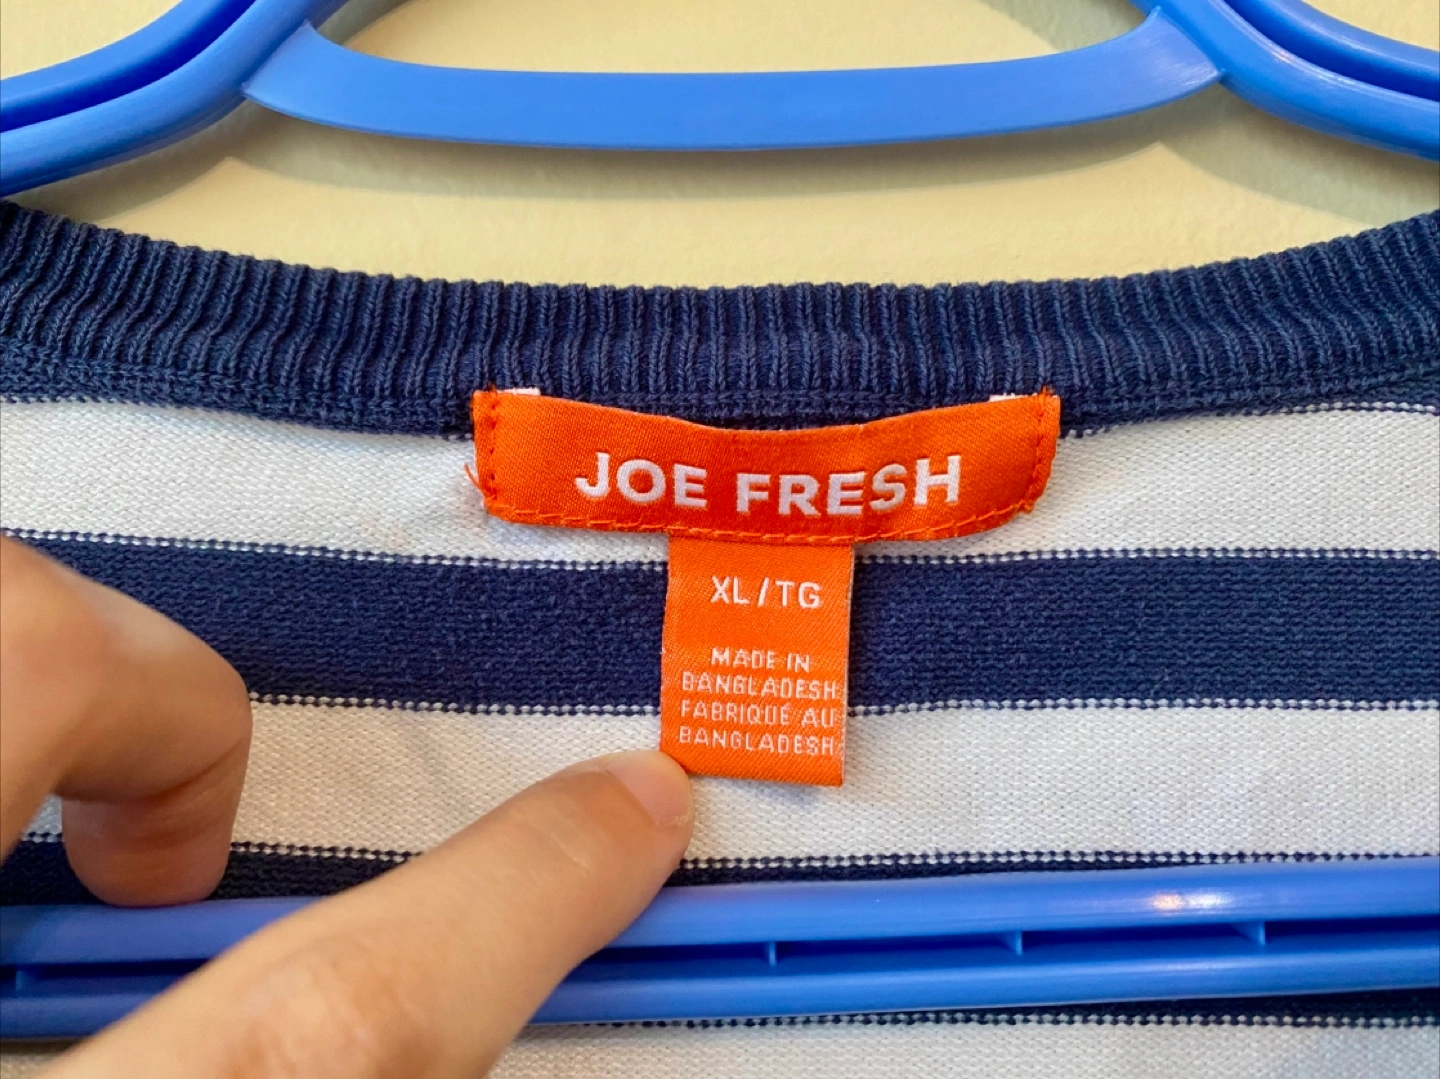 JOE FRESH
XL/TG
MADE IN
BANGLADESH
FABRIQUÉ AU
BANGLADESH